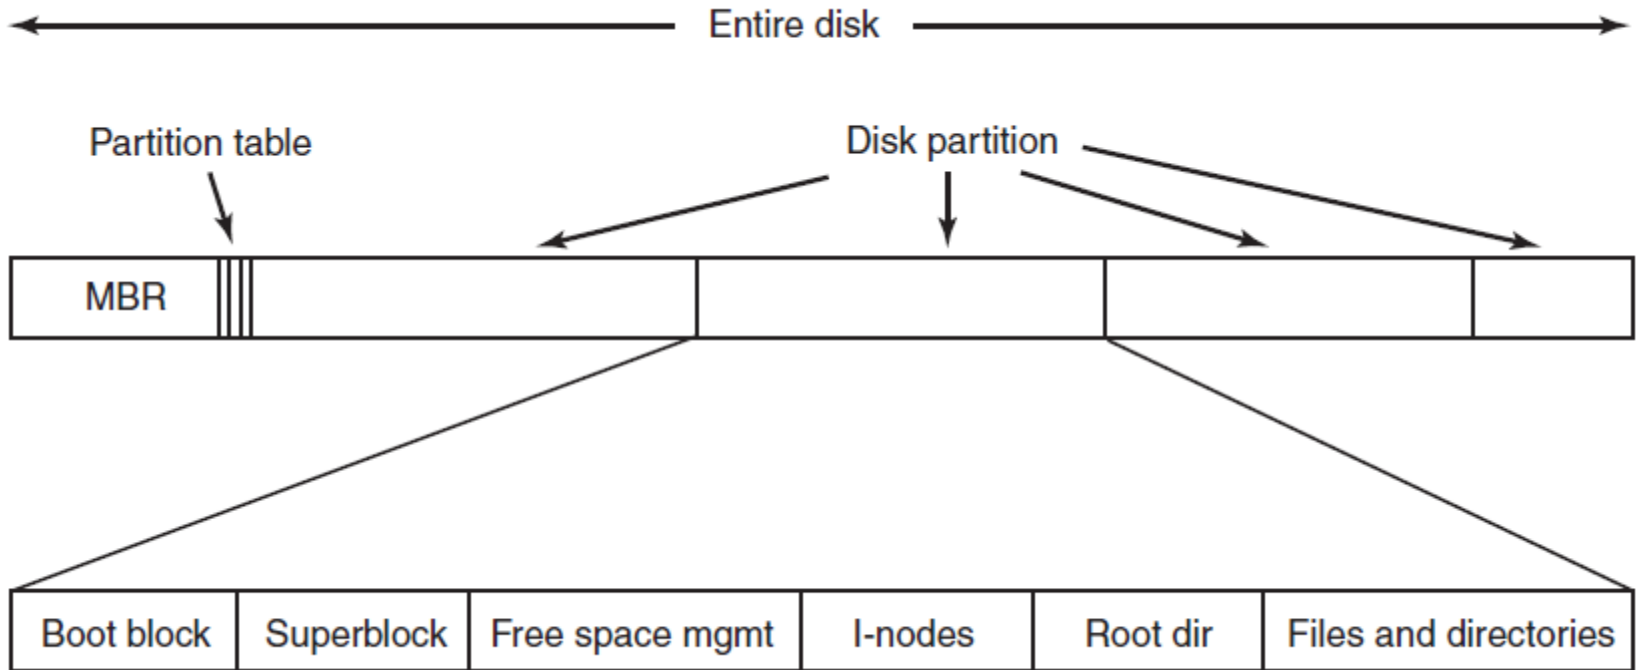 Entire disk
Partition table
Disk partition
MBR
Boot block
Superblock
Free space mgmt
I-nodes
Root dir
Files and directories